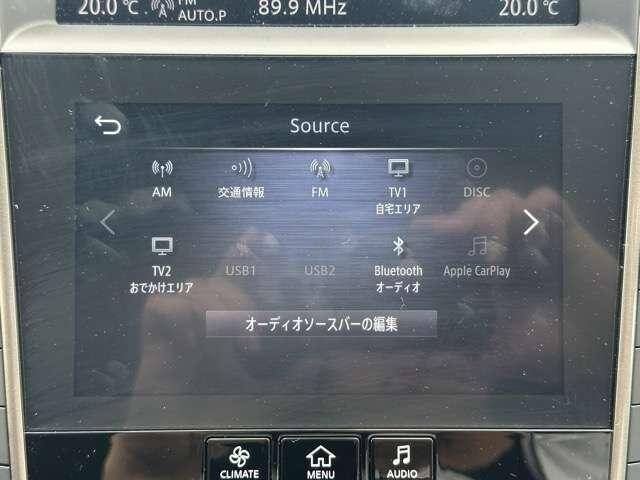 20.0 ℃ FM 89.9 MHz 20.0 ℃
AUTO.P
Source
AM 交通情報 FM TV1 DISC
自宅エリア
TV2 USB1 USB2 Bluetooth Apple CarPlay
おでかけエリア オーディオ
オーディオソースバーの編集
CLIMATE MENU AUDIO